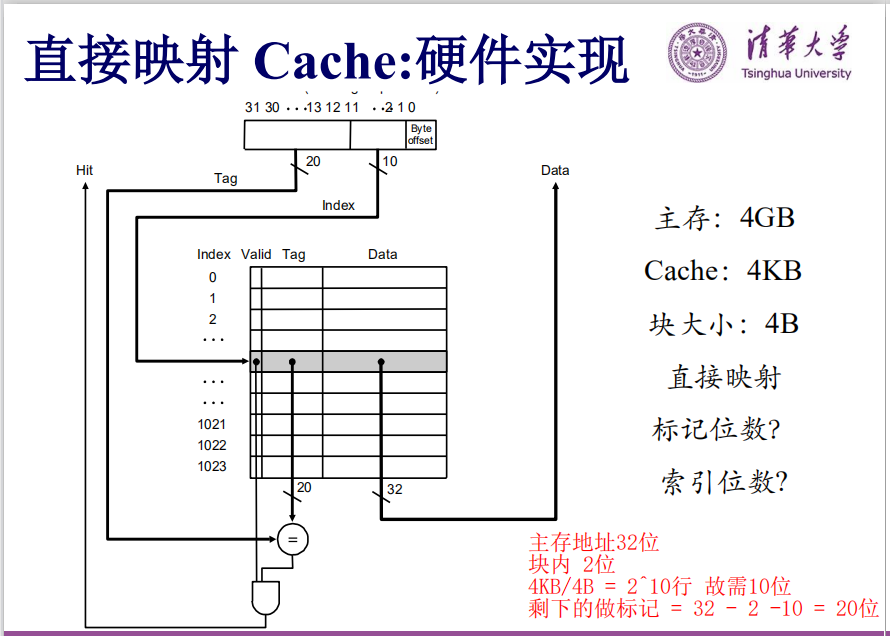 直接映射 Cache:硬件实现
清华大学
Tsinghua University
31 30 ···13 12 11 ···2 1 0
Byte
offset
20
10
Hit
Tag
Data
Index
Index Valid Tag Data
0
1
2
···
···
···
1021
1022
1023
20
32
=
主存：4GB
Cache：4KB
块大小：4B
直接映射
标记位数?
索引位数?
主存地址32位
块内 2位
4KB/4B = 2^10行 故需10位
剩下的做标记 = 32 - 2 -10 = 20位